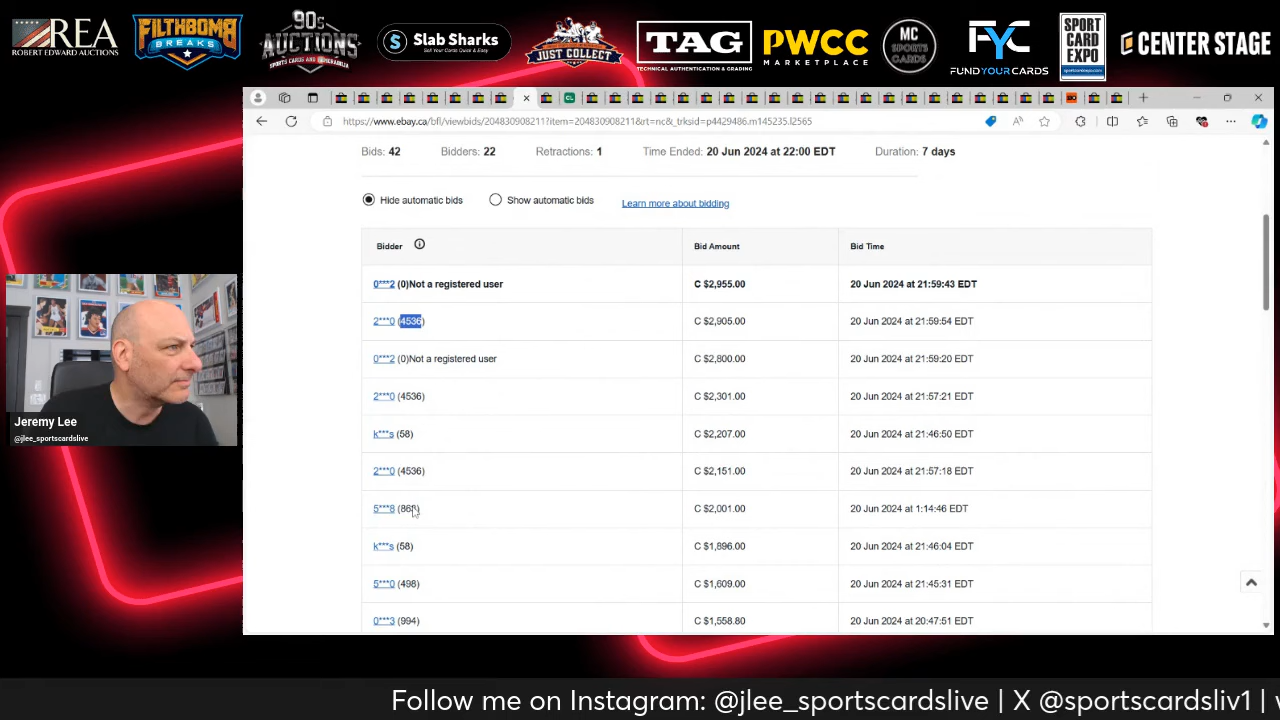 REA
ROBERT EDWARD AUCTIONS
FILTHBOMB
BREAKS
90s
AUCTIONS
SPORTS CARDS AND MEMORABILIA
S Slab Sharks
Sell Your Cards Quick & Easy
JUST COLLECT
TAG
TECHNICAL AUTHENTICATION & GRADING
PWCC
MARKETPLACE
MC
SPORTS
CARDS
FYC
FUND YOUR CARDS
SPORT
CARD
EXPO
CENTER STAGE
https://www.ebay.ca/bfl/viewbids/204830908211?item=204830908211&rt=nc&_trksid=p4429486.m145235.l2565
Bids: 42 Bidders: 22 Retractions: 1 Time Ended: 20 Jun 2024 at 22:00 EDT Duration: 7 days
Hide automatic bids Show automatic bids Learn more about bidding
Bidder Bid Amount Bid Time
0***2 (0)Not a registered user C $2,955.00 20 Jun 2024 at 21:59:43 EDT
2***0 (4536) C $2,905.00 20 Jun 2024 at 21:59:54 EDT
0***2 (0)Not a registered user C $2,800.00 20 Jun 2024 at 21:59:20 EDT
2***0 (4536) C $2,301.00 20 Jun 2024 at 21:57:21 EDT
k***s (58) C $2,207.00 20 Jun 2024 at 21:46:50 EDT
2***0 (4536) C $2,151.00 20 Jun 2024 at 21:57:18 EDT
5***8 C $2,001.00 20 Jun 2024 at 1:14:46 EDT
k***s (58) C $1,896.00 20 Jun 2024 at 21:46:04 EDT
5***0 (498) C $1,609.00 20 Jun 2024 at 21:45:31 EDT
0***3 (994) C $1,558.80 20 Jun 2024 at 20:47:51 EDT
Jeremy Lee
@jlee_sportscardslive
Follow me on Instagram: @jlee_sportscardslive | X @sportscardsliv1 |